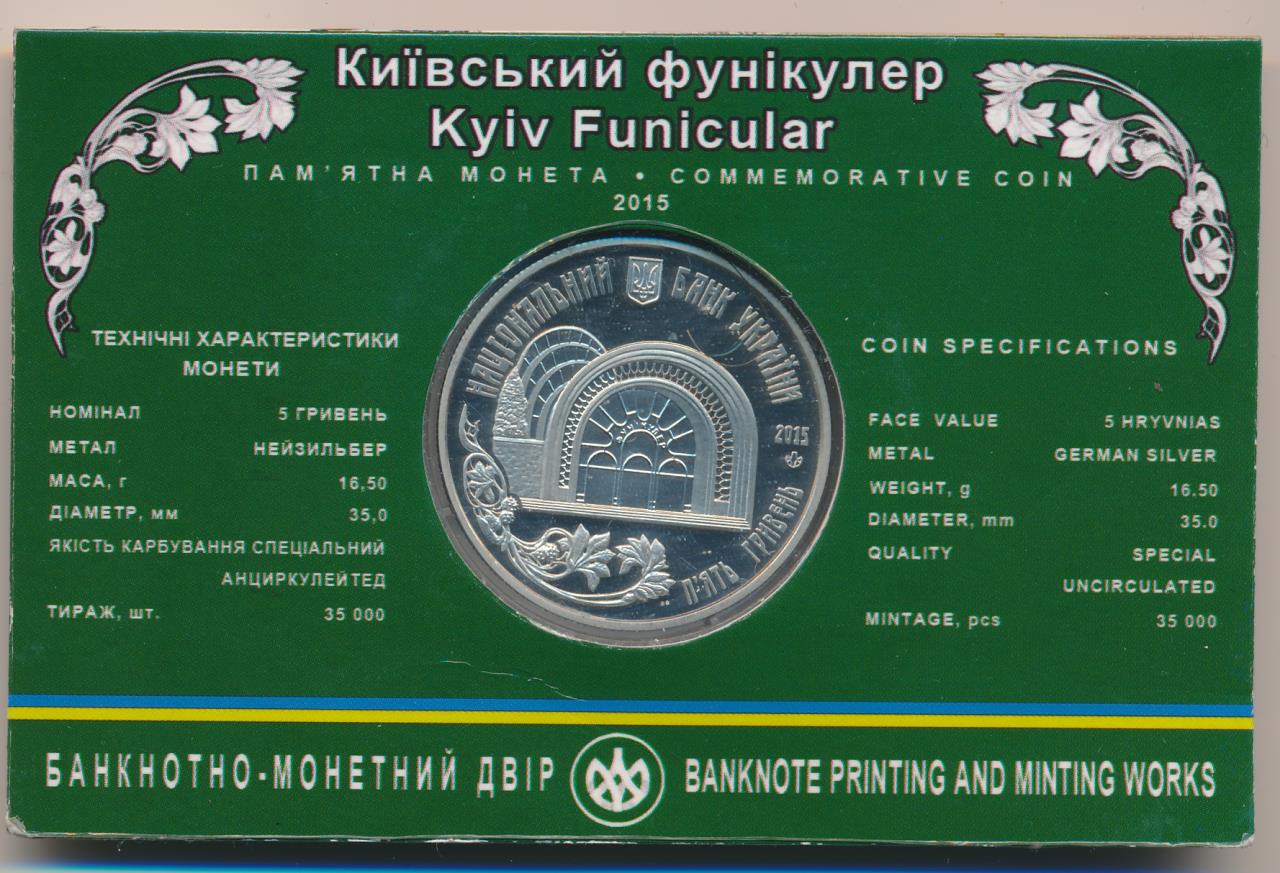 Київський фунікулер
Kyiv Funicular
ПАМ'ЯТНА МОНЕТА • COMMEMORATIVE COIN
2015
НАЦІОНАЛЬНИЙ БАНК УКРАЇНИ
ФУНІКУЛЕР
2015
П'ЯТЬ ГРИВЕНЬ
ТЕХНІЧНІ ХАРАКТЕРИСТИКИ
МОНЕТИ
НОМІНАЛ 5 ГРИВЕНЬ
МЕТАЛ НЕЙЗИЛЬБЕР
МАСА, г 16,50
ДІАМЕТР, мм 35,0
ЯКІСТЬ КАРБУВАННЯ СПЕЦІАЛЬНИЙ
АНЦИРКУЛЕЙТЕД
ТИРАЖ, шт. 35 000
COIN SPECIFICATIONS
FACE VALUE 5 HRYVNIAS
METAL GERMAN SILVER
WEIGHT, g 16.50
DIAMETER, mm 35.0
QUALITY SPECIAL
UNCIRCULATED
MINTAGE, pcs 35 000
БАНКНОТНО-МОНЕТНИЙ ДВІР BANKNOTE PRINTING AND MINTING WORKS